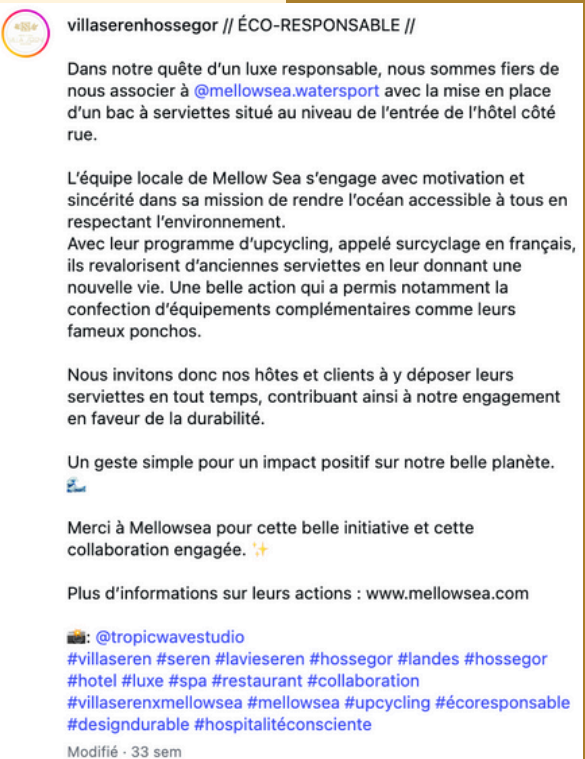 villaserenhossegor // ÉCO-RESPONSABLE //
Dans notre quête d’un luxe responsable, nous sommes fiers de
nous associer à @mellowsea.watersport avec la mise en place
d’un bac à serviettes situé au niveau de l’entrée de l’hôtel côté
rue.
L’équipe locale de Mellow Sea s’engage avec motivation et
sincérité dans sa mission de rendre l’océan accessible à tous en
respectant l’environnement.
Avec leur programme d’upcycling, appelé surcyclage en français,
ils revalorisent d’anciennes serviettes en leur donnant une
nouvelle vie. Une belle action qui a permis notamment la
confection d’équipements complémentaires comme leurs
fameux ponchos.
Nous invitons donc nos hôtes et clients à y déposer leurs
serviettes en tout temps, contribuant ainsi à notre engagement
en faveur de la durabilité.
Un geste simple pour un impact positif sur notre belle planète.
🌊
Merci à Mellowsea pour cette belle initiative et cette
collaboration engagée. ✨
Plus d’informations sur leurs actions : www.mellowsea.com
📸: @tropicwavestudio
#villaseren #seren #lavieseren #hossegor #landes #hossegor
#hotel #luxe #spa #restaurant #collaboration
#villaserenxmellowsea #mellowsea #upcycling #écoresponsable
#designdurable #hospitalitéconsciente
Modifié · 33 sem